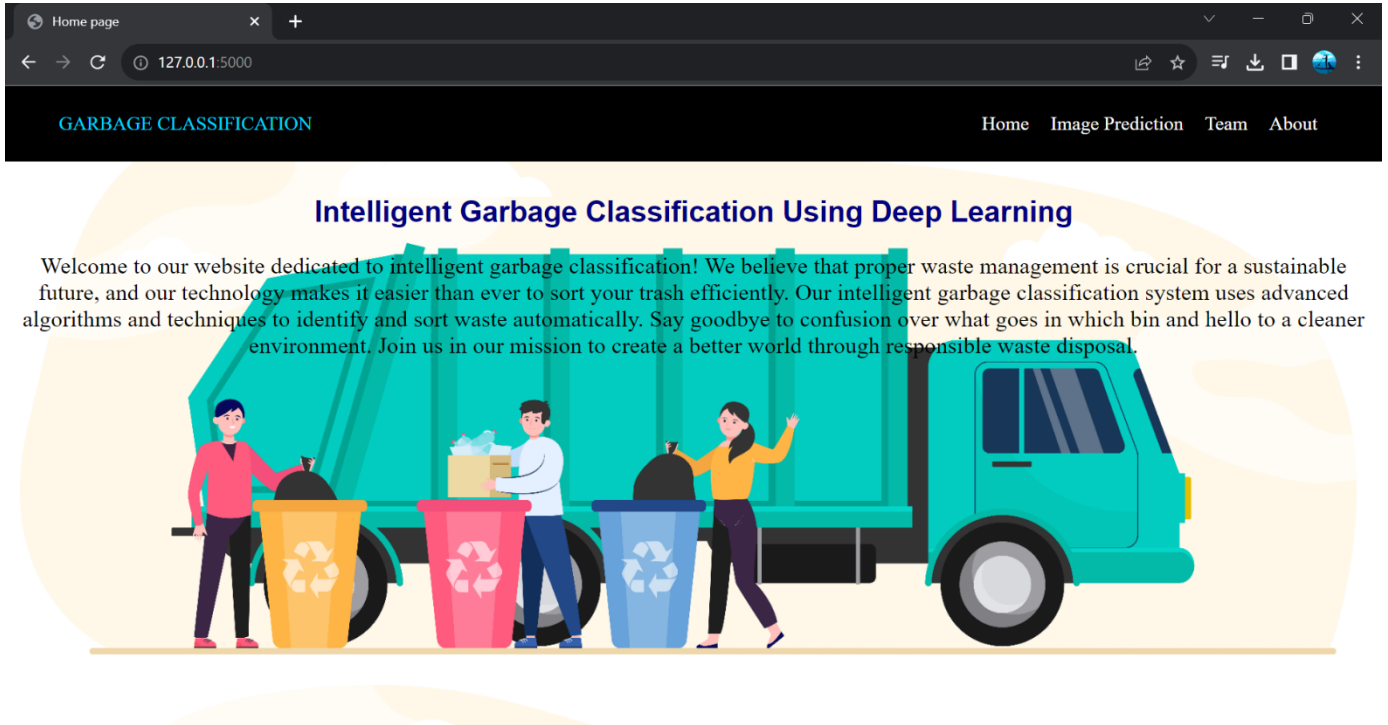 Home page
127.0.0.1:5000
GARBAGE CLASSIFICATION
Home Image Prediction Team About
Intelligent Garbage Classification Using Deep Learning
Welcome to our website dedicated to intelligent garbage classification! We believe that proper waste management is crucial for a sustainable
future, and our technology makes it easier than ever to sort your trash efficiently. Our intelligent garbage classification system uses advanced
algorithms and techniques to identify and sort waste automatically. Say goodbye to confusion over what goes in which bin and hello to a cleaner
environment. Join us in our mission to create a better world through responsible waste disposal.